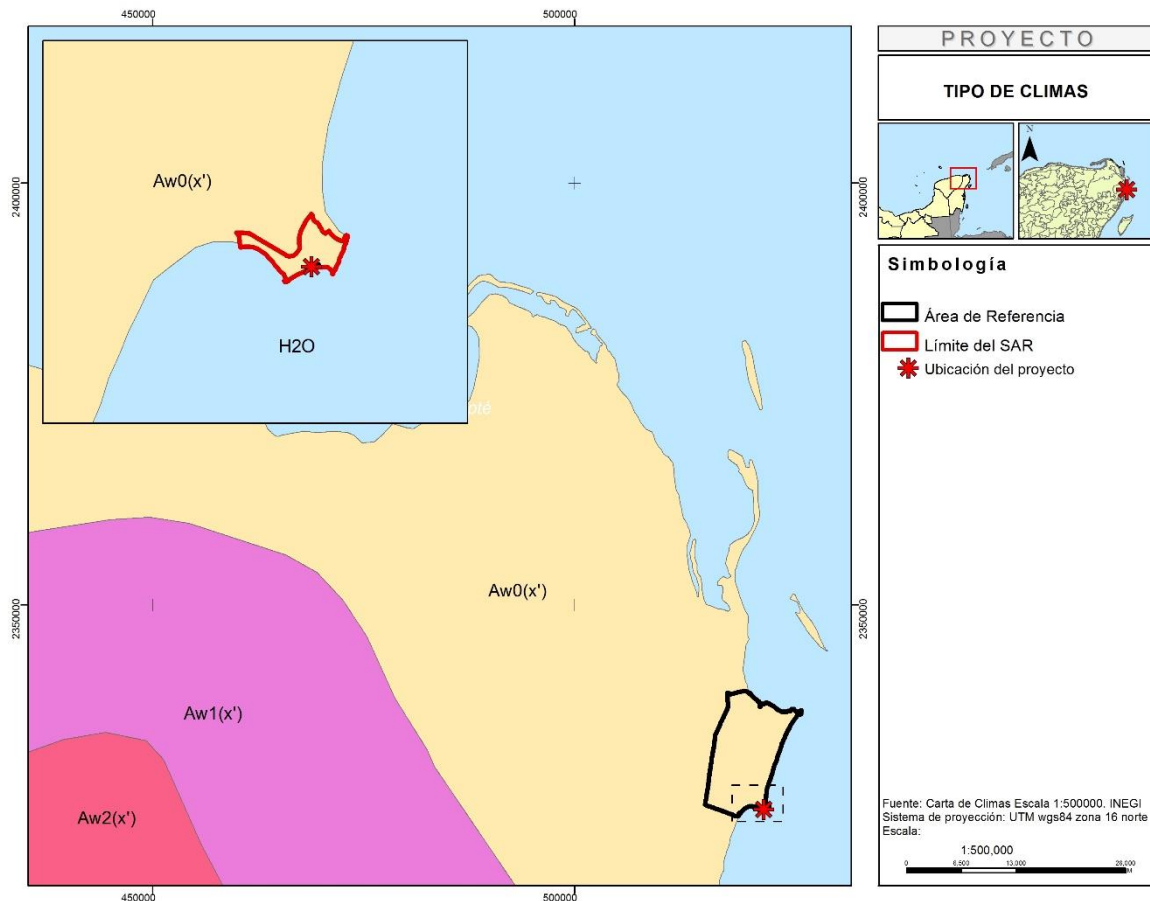 450000
500000
2400000
2400000
2350000
2350000
450000
500000
Aw0(x')
H2O
Aw0(x')
Aw1(x')
Aw2(x')
PROYECTO
TIPO DE CLIMAS
N
Simbología
Área de Referencia
Límite del SAR
Ubicación del proyecto
Fuente: Carta de Climas Escala 1:500000. INEGI
Sistema de proyección: UTM wgs84 zona 16 norte
Escala:
1:500,000
0 6,500 13,000 26,000
M